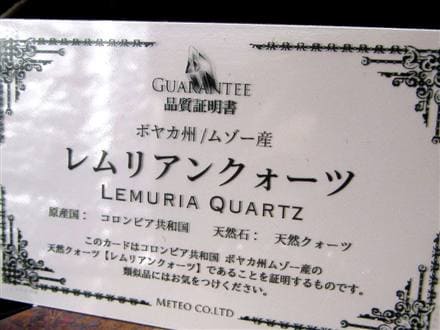 GUARANTEE
品質証明書
ボヤカ州/ムゾー産
レムリアンクォーツ
LEMURIA QUARTZ
原産国： コロンビア共和国 天然石： 天然クォーツ
このカードはコロンビア共和国 ボヤカ州ムゾー産の
天然クォーツ【レムリアンクォーツ】であることを証明するものです。
類似品にはお気をつけください。
METEO CO.LTD